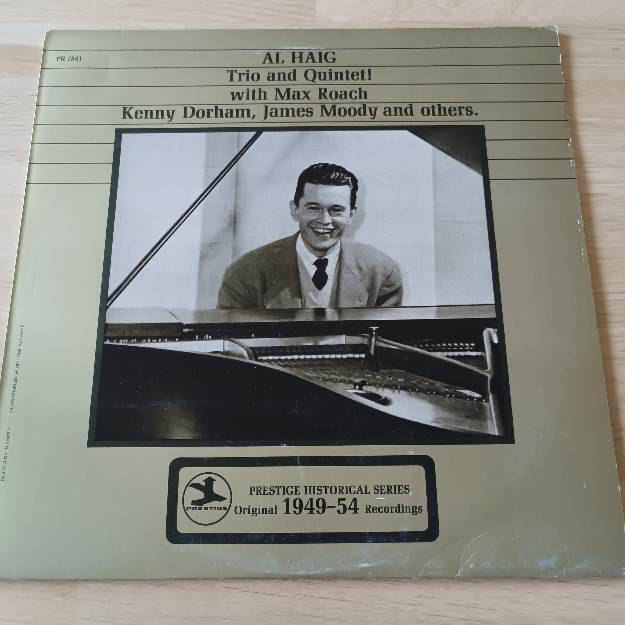 PR 7841
AL HAIG
Trio and Quintet!
with Max Roach
Kenny Dorham, James Moody and others.
PRESTIGE
PRESTIGE HISTORICAL SERIES
Original 1949-54 Recordings